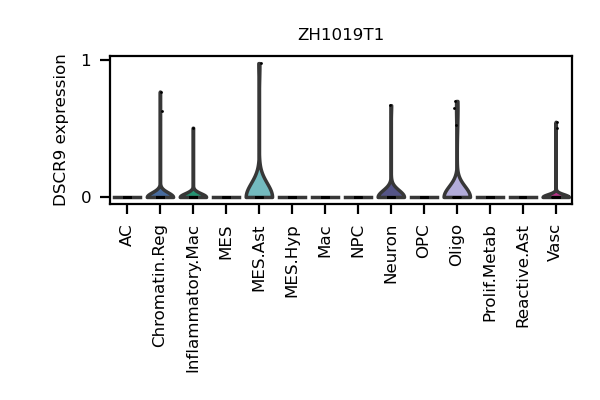 ZH1019T1
DSCR9 expression
1
0
AC
Chromatin.Reg
Inflammatory.Mac
MES
MES.Ast
MES.Hyp
Mac
NPC
Neuron
OPC
Oligo
Prolif.Metab
Reactive.Ast
Vasc